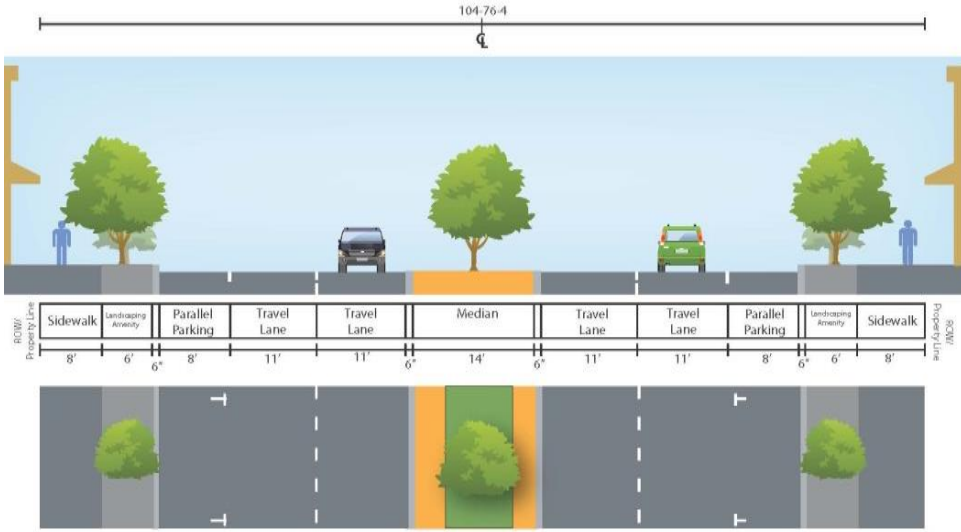 104-76-4
℄
ROW/
Property Line
Sidewalk
Landscaping
Amenity
Parallel
Parking
Travel
Lane
Travel
Lane
Median
Travel
Lane
Travel
Lane
Parallel
Parking
Landscaping
Amenity
Sidewalk
ROW/
Property Line
8' 6' 6" 8' 11' 11' 6" 14' 6" 11' 11' 8' 6" 6' 8'